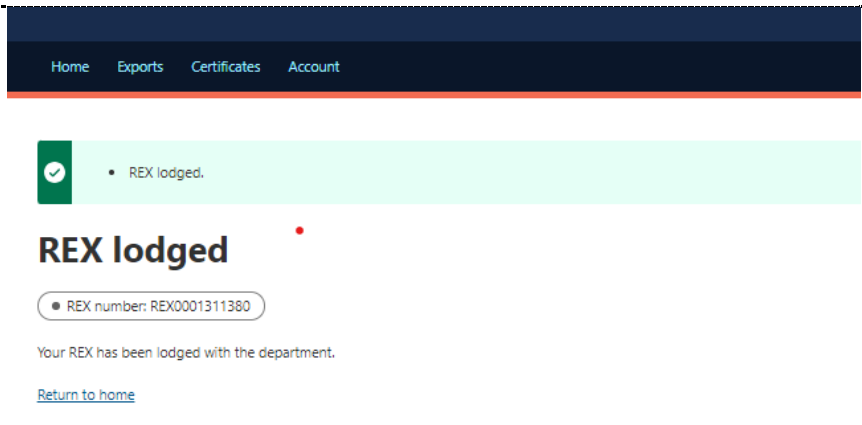 Home Exports Certificates Account
• REX lodged.
REX lodged
REX number: REX0001311380
Your REX has been lodged with the department.
Return to home